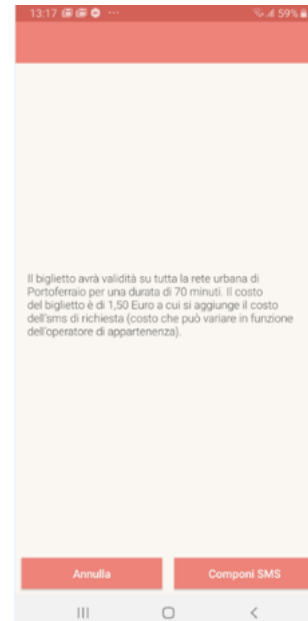 13:17 ... 59%
Il biglietto avrà validità su tutta la rete urbana di
Portoferraio per una durata di 70 minuti. Il costo
del biglietto è di 1,50 Euro a cui si aggiunge il costo
dell'sms di richiesta (costo che può variare in funzione
dell'operatore di appartenenza).
Annulla Componi SMS